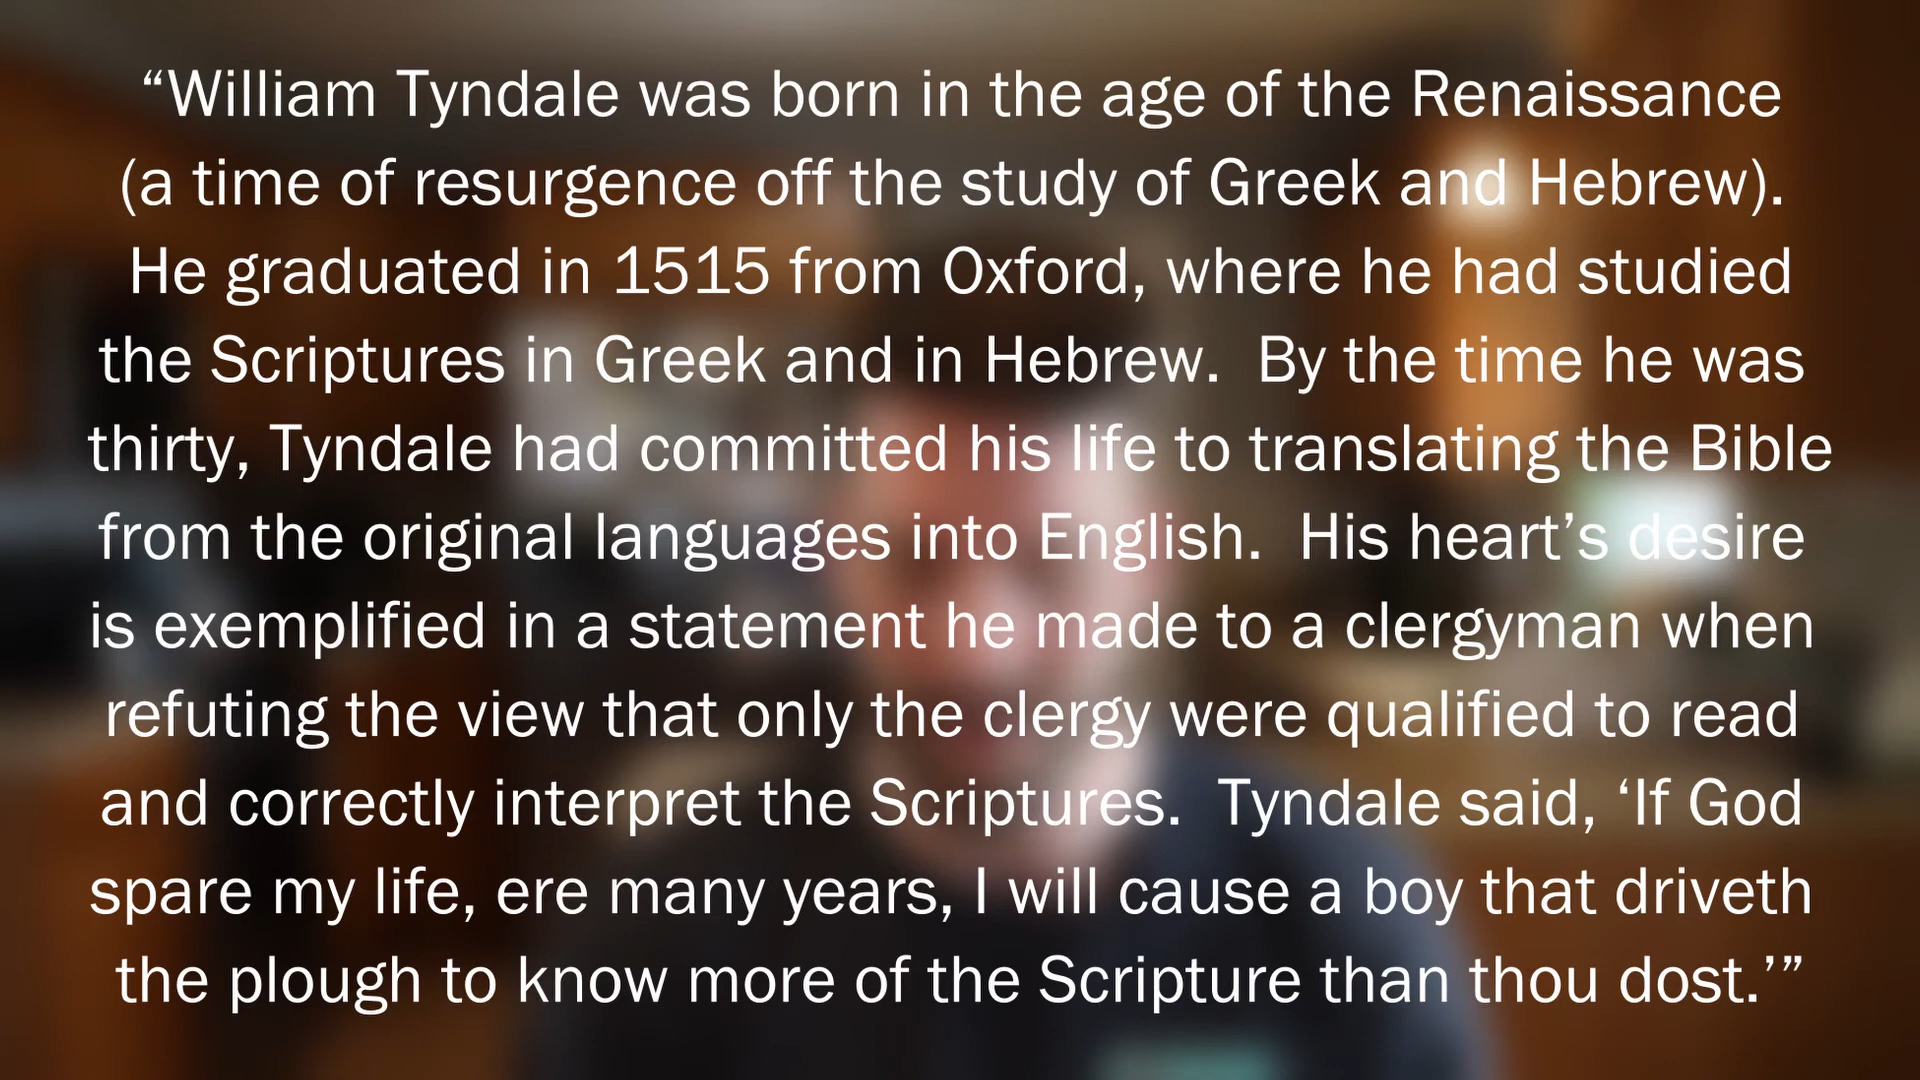 “William Tyndale was born in the age of the Renaissance
(a time of resurgence off the study of Greek and Hebrew).
He graduated in 1515 from Oxford, where he had studied
the Scriptures in Greek and in Hebrew.  By the time he was
thirty, Tyndale had committed his life to translating the Bible
from the original languages into English.  His heart’s desire
is exemplified in a statement he made to a clergyman when
refuting the view that only the clergy were qualified to read
and correctly interpret the Scriptures.  Tyndale said, ‘If God
spare my life, ere many years, I will cause a boy that driveth
the plough to know more of the Scripture than thou dost.’”